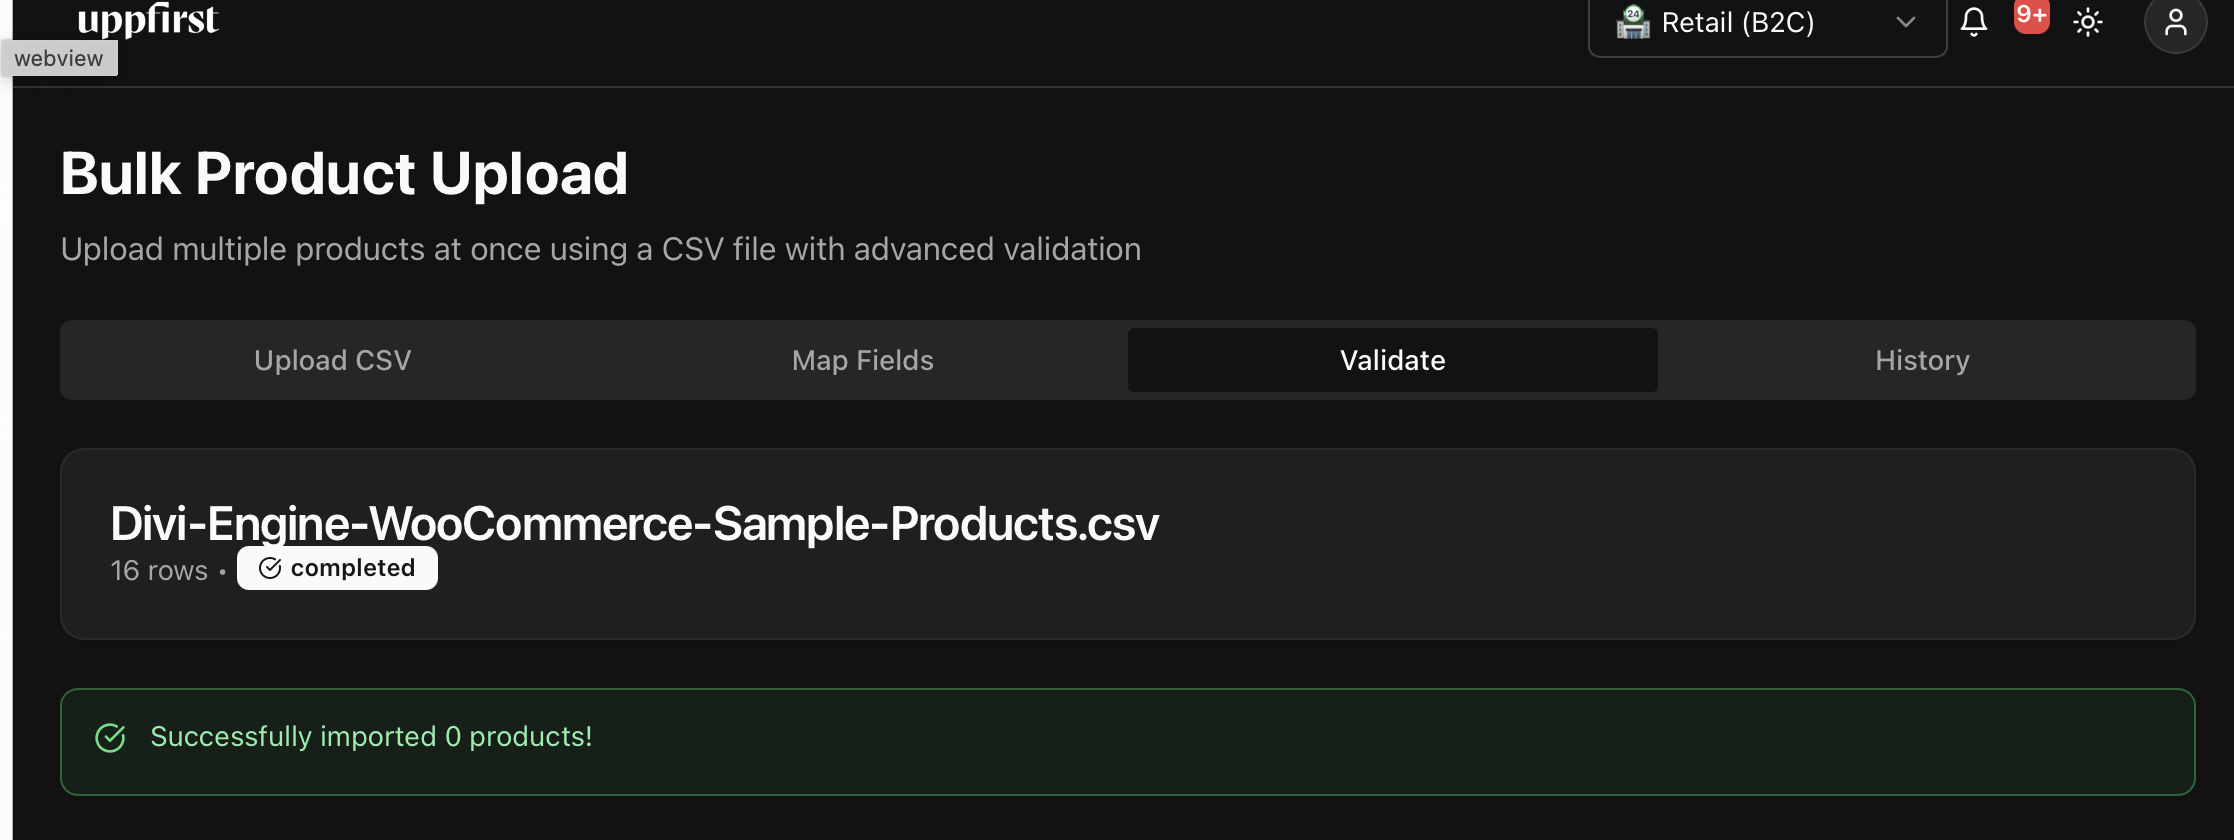 uppfirst
24
Retail (B2C)
9+
webview
Bulk Product Upload
Upload multiple products at once using a CSV file with advanced validation
Upload CSV
Map Fields
Validate
History
Divi-Engine-WooCommerce-Sample-Products.csv
16 rows • completed
Successfully imported 0 products!